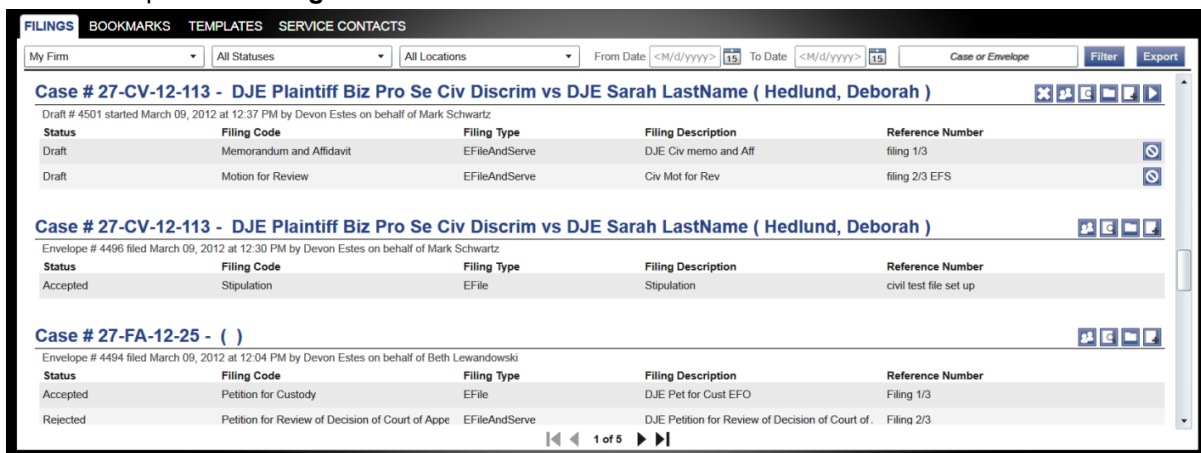 FILINGS BOOKMARKS TEMPLATES SERVICE CONTACTS
My Firm All Statuses All Locations From Date <M/d/yyyy> 15 To Date <M/d/yyyy> 15 Case or Envelope Filter Export
Case # 27-CV-12-113 - DJE Plaintiff Biz Pro Se Civ Discrim vs DJE Sarah LastName ( Hedlund, Deborah )
Draft # 4501 started March 09, 2012 at 12:37 PM by Devon Estes on behalf of Mark Schwartz
Status Filing Code Filing Type Filing Description Reference Number
Draft Memorandum and Affidavit EFileAndServe DJE Civ memo and Aff filing 1/3
Draft Motion for Review EFileAndServe Civ Mot for Rev filing 2/3 EFS
Case # 27-CV-12-113 - DJE Plaintiff Biz Pro Se Civ Discrim vs DJE Sarah LastName ( Hedlund, Deborah )
Envelope # 4496 filed March 09, 2012 at 12:30 PM by Devon Estes on behalf of Mark Schwartz
Status Filing Code Filing Type Filing Description Reference Number
Accepted Stipulation EFile Stipulation civil test file set up
Case # 27-FA-12-25 - ( )
Envelope # 4494 filed March 09, 2012 at 12:04 PM by Devon Estes on behalf of Beth Lewandowski
Status Filing Code Filing Type Filing Description Reference Number
Accepted Petition for Custody EFile DJE Pet for Cust EFO Filing 1/3
Rejected Petition for Review of Decision of Court of Appe EFileAndServe DJE Petition for Review of Decision of Court of . Filing 2/3
1 of 5